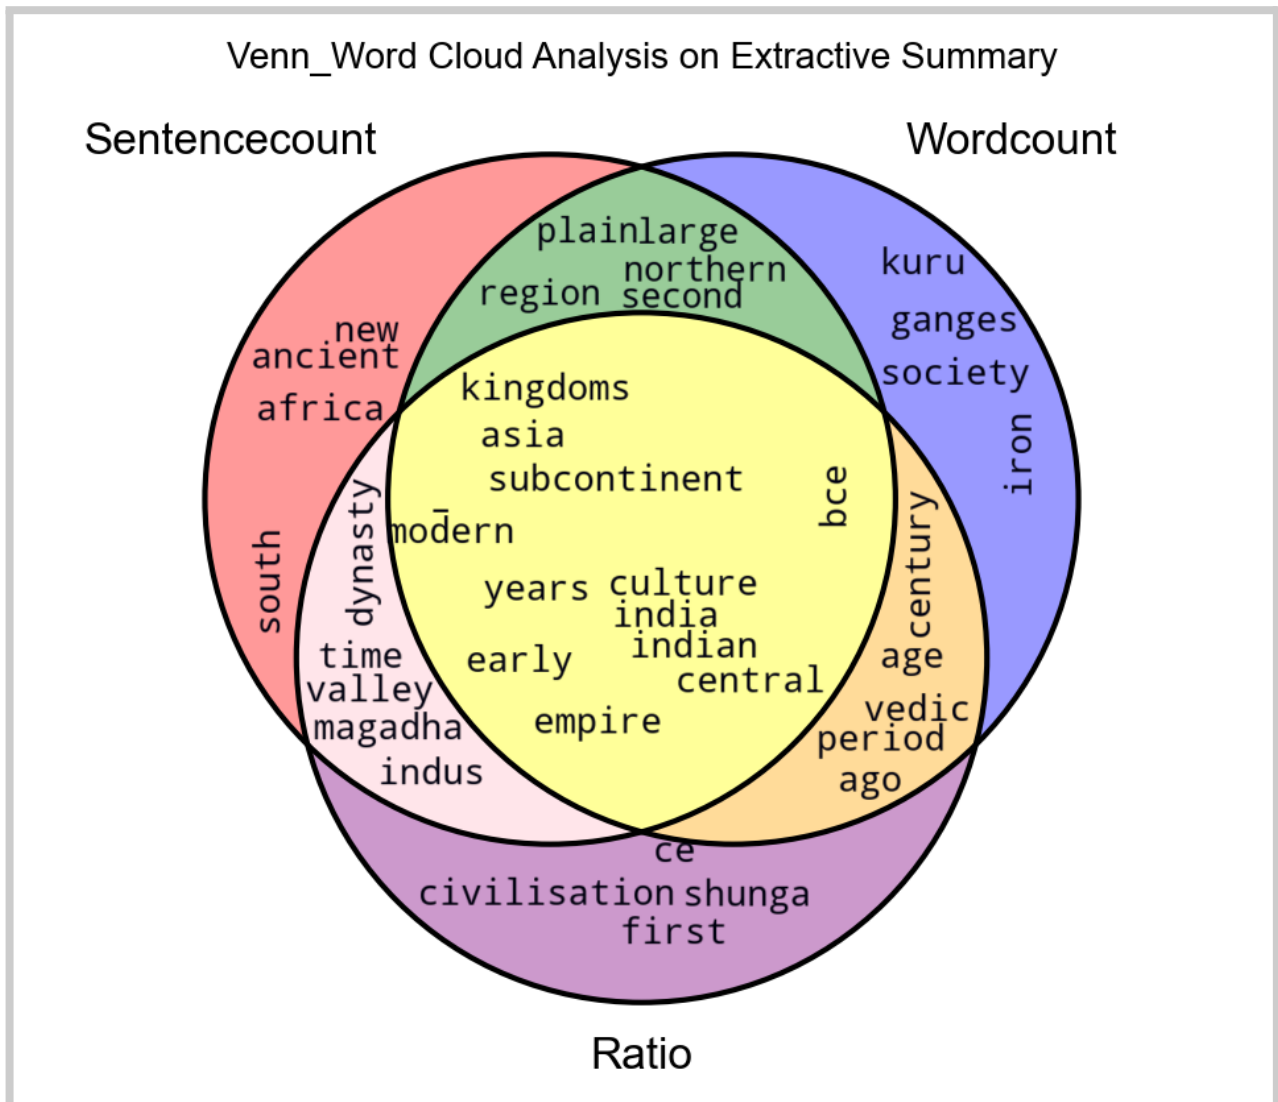 Venn_Word Cloud Analysis on Extractive Summary
Sentencecount
Wordcount
plain large
northern
region second
kuru
ganges
society
iron
new
ancient
africa
south
kingdoms
asia
subcontinent
modern
bce
years culture
india
indian
early
central
empire
dynasty
time
valley
magadha
indus
century
age
vedic
period
ago
ce
civilisation shunga
first
Ratio